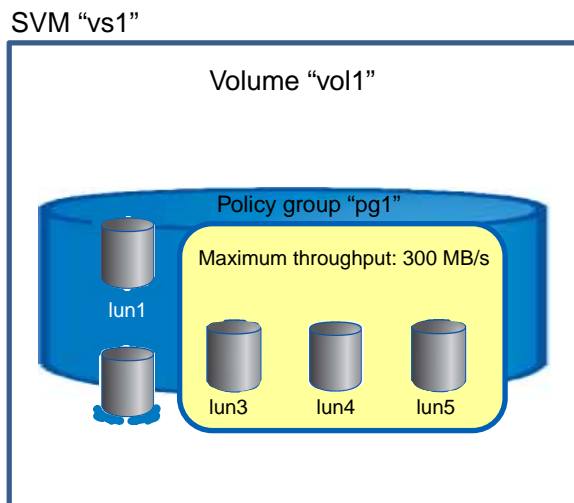 SVM “vs1”
Volume “vol1”
Policy group “pg1”
Maximum throughput: 300 MB/s
lun1
lun3
lun4
lun5